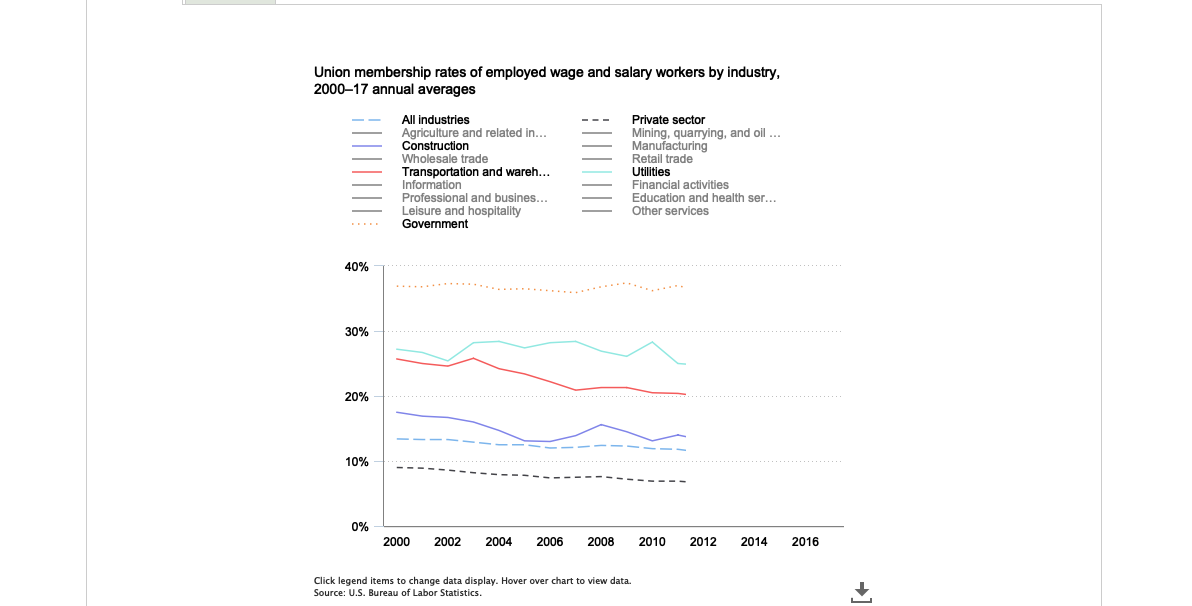 Union membership rates of employed wage and salary workers by industry,
2000–17 annual averages
All industries
Private sector
Agriculture and related in...
Mining, quarrying, and oil ...
Construction
Manufacturing
Wholesale trade
Retail trade
Transportation and wareh...
Utilities
Information
Financial activities
Professional and busines...
Education and health ser...
Leisure and hospitality
Other services
Government
40%
30%
20%
10%
0%
2000 2002 2004 2006 2008 2010 2012 2014 2016
Click legend items to change data display. Hover over chart to view data.
Source: U.S. Bureau of Labor Statistics.